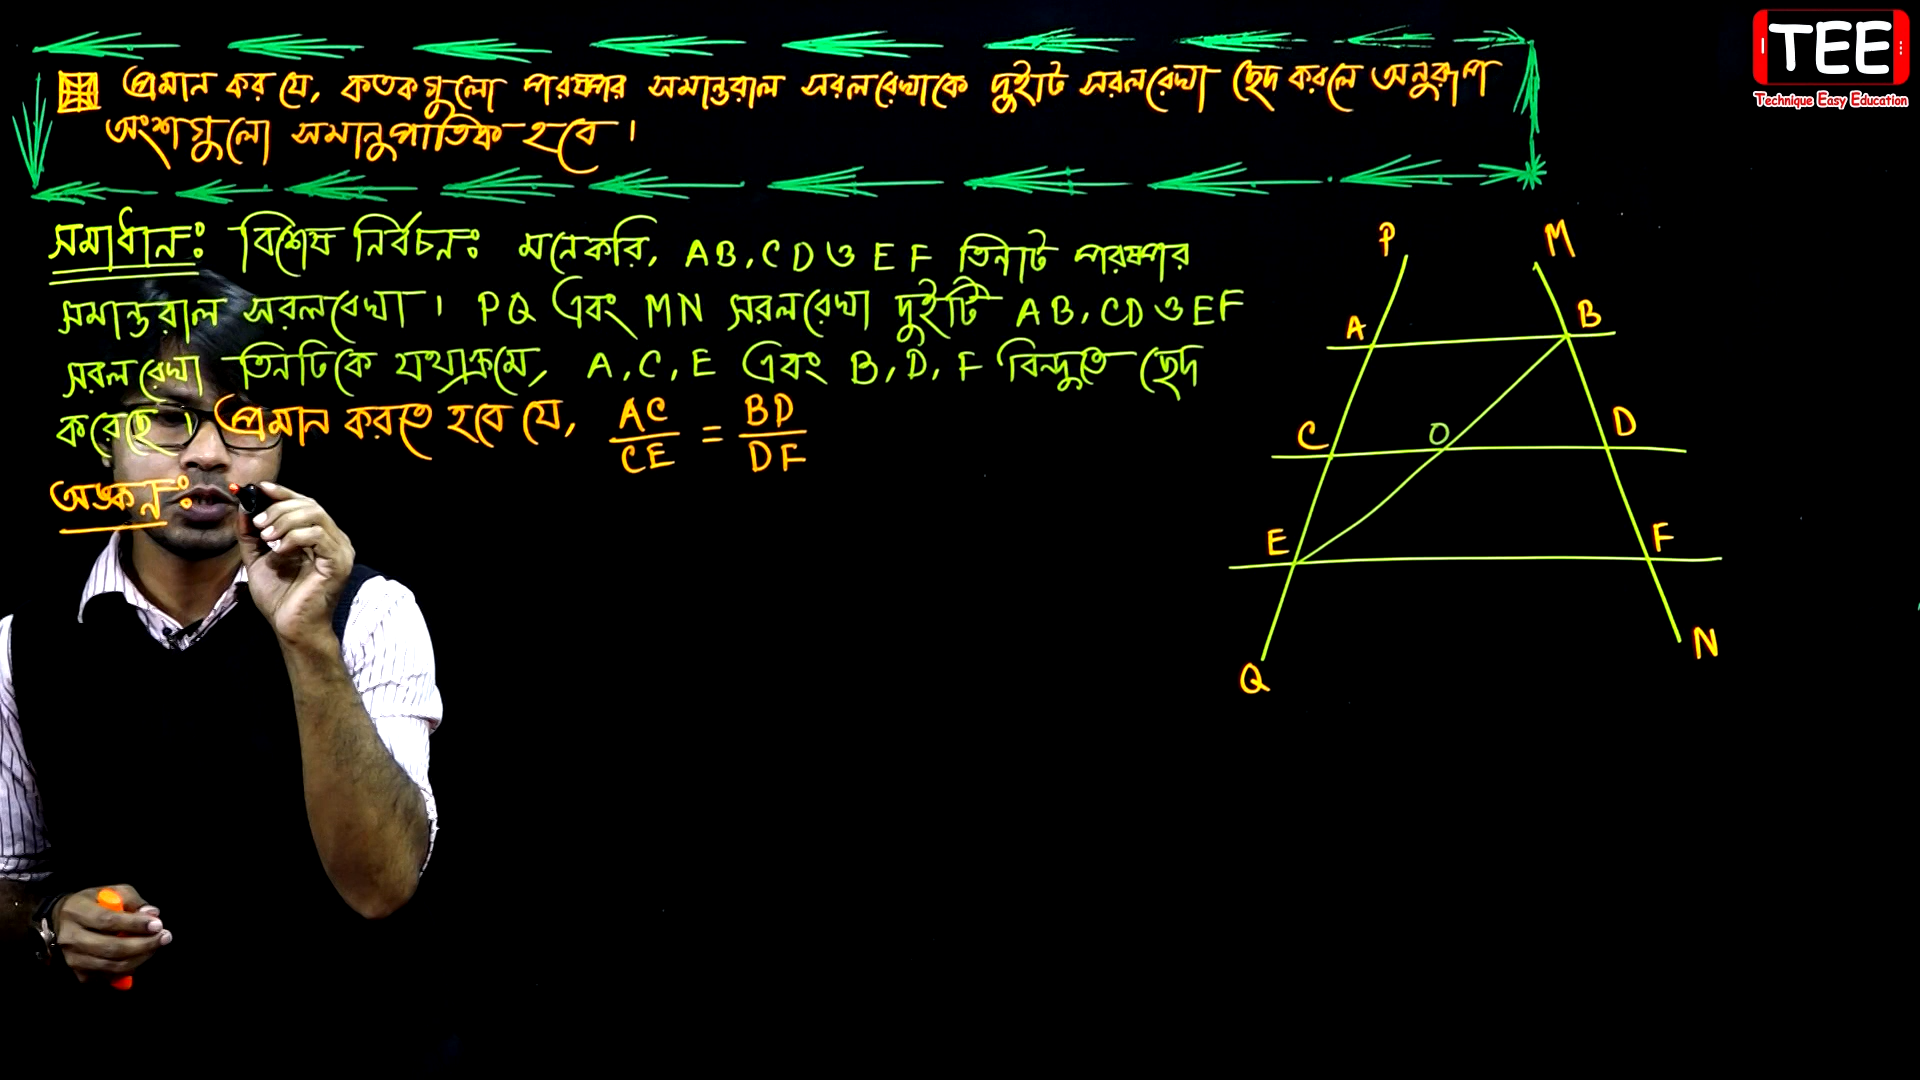 প্রমান কর যে, কতকগুলো পরষ্পর সমান্তরাল সরলরেখাকে দুইটি সরলরেখা ছেদ করলে অনুরূপ
অংশগুলো সমানুপাতিক হবে।
সমাধানঃ বিশেষ নির্বচনঃ মনেকরি, AB, CD ও EF তিনটি পরষ্পর
সমান্তরাল সরলরেখা। PQ এবং MN সরলরেখা দুইটি AB, CD ও EF
সরলরেখা তিনটিকে যথাক্রমে, A, C, E এবং B, D, F বিন্দুতে ছেদ
করেছে। প্রমান করতে হবে যে, AC/CE = BD/DF
অঙ্কনঃ
P M
A B
C O D
E F
Q N
TEE
Technique Easy Education